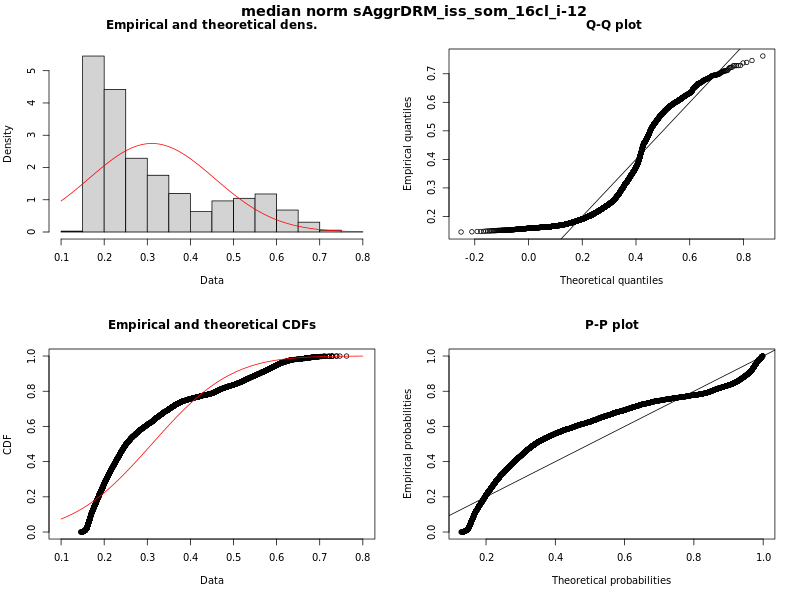 median norm sAggrDRM_iss_som_16cl_i-12
Empirical and theoretical dens.
Density
0 1 2 3 4 5
0.1 0.2 0.3 0.4 0.5 0.6 0.7 0.8
Data
Q-Q plot
Empirical quantiles
0.2 0.3 0.4 0.5 0.6 0.7
-0.2 0.0 0.2 0.4 0.6 0.8
Theoretical quantiles
Empirical and theoretical CDFs
CDF
0.0 0.2 0.4 0.6 0.8 1.0
0.1 0.2 0.3 0.4 0.5 0.6 0.7 0.8
Data
P-P plot
Empirical probabilities
0.0 0.2 0.4 0.6 0.8 1.0
0.2 0.4 0.6 0.8 1.0
Theoretical probabilities